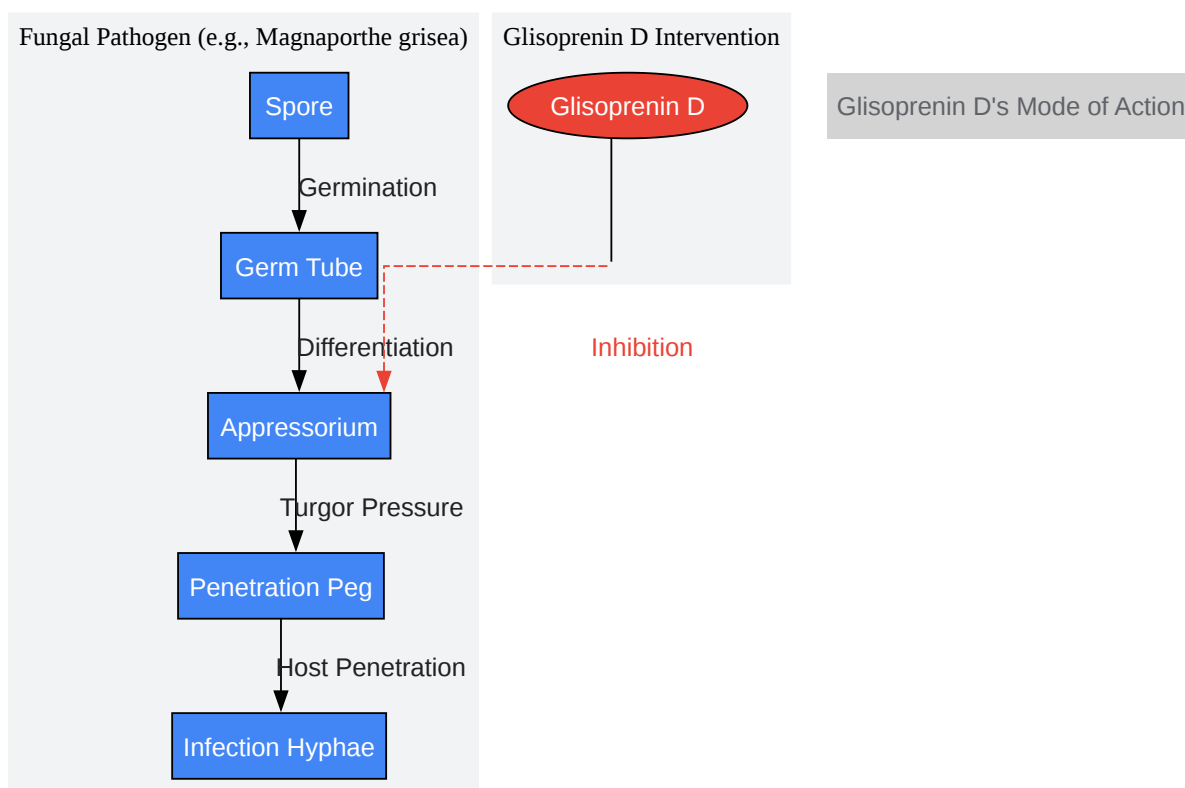 Fungal Pathogen (e.g., Magnaporthe grisea)
Spore
Germination
Germ Tube
Differentiation
Appressorium
Turgor Pressure
Penetration Peg
Host Penetration
Infection Hyphae
Glisoprenin D Intervention
Glisoprenin D
Inhibition
Glisoprenin D's Mode of Action